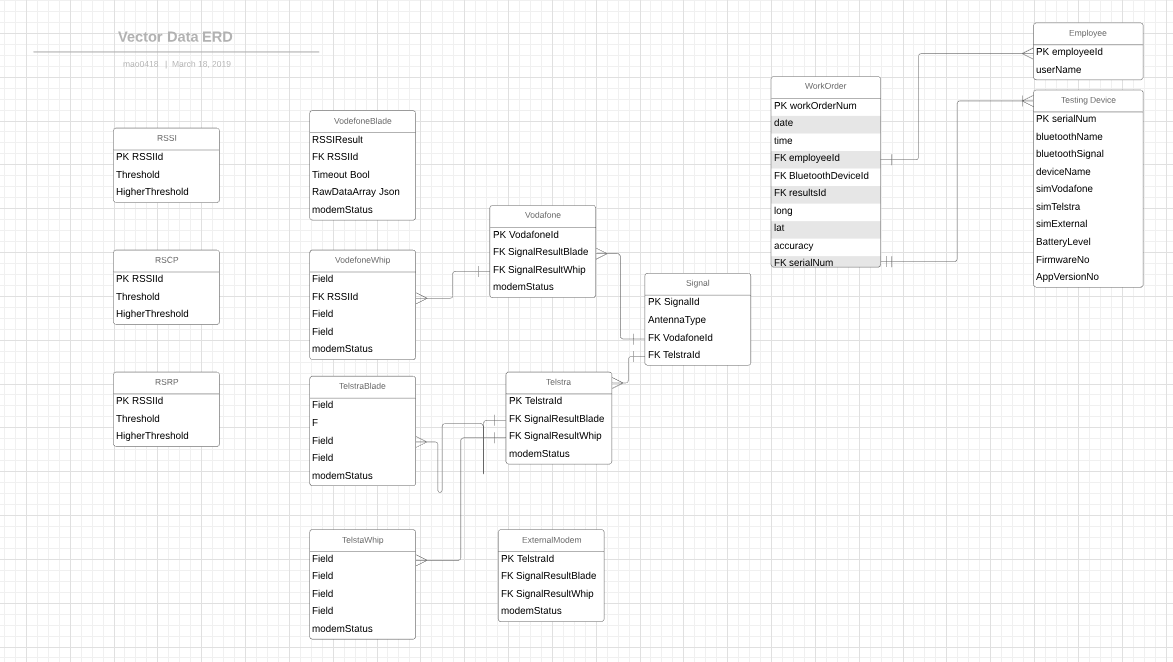 Vector Data ERD
mao0418 | March 18, 2019
RSSI
PK RSSIId
Threshold
HigherThreshold
RSCP
PK RSSIId
Threshold
HigherThreshold
RSRP
PK RSSIId
Threshold
HigherThreshold
VodefoneBlade
RSSIResult
FK RSSIId
Timeout Bool
RawDataArray Json
modemStatus
VodefoneWhip
Field
FK RSSIId
Field
Field
modemStatus
TelstraBlade
Field
F
Field
Field
modemStatus
TelstaWhip
Field
Field
Field
Field
modemStatus
Vodafone
PK VodafoneId
FK SignalResultBlade
FK SignalResultWhip
modemStatus
Telstra
PK TelstraId
FK SignalResultBlade
FK SignalResultWhip
modemStatus
ExternalModem
PK TelstraId
FK SignalResultBlade
FK SignalResultWhip
modemStatus
Signal
PK SignalId
AntennaType
FK VodafoneId
FK TelstraId
WorkOrder
PK workOrderNum
date
time
FK employeeId
FK BluetoothDeviceId
FK resultsId
long
lat
accuracy
FK serialNum
Employee
PK employeeId
userName
Testing Device
PK serialNum
bluetoothName
bluetoothSignal
deviceName
simVodafone
simTelstra
simExternal
BatteryLevel
FirmwareNo
AppVersionNo